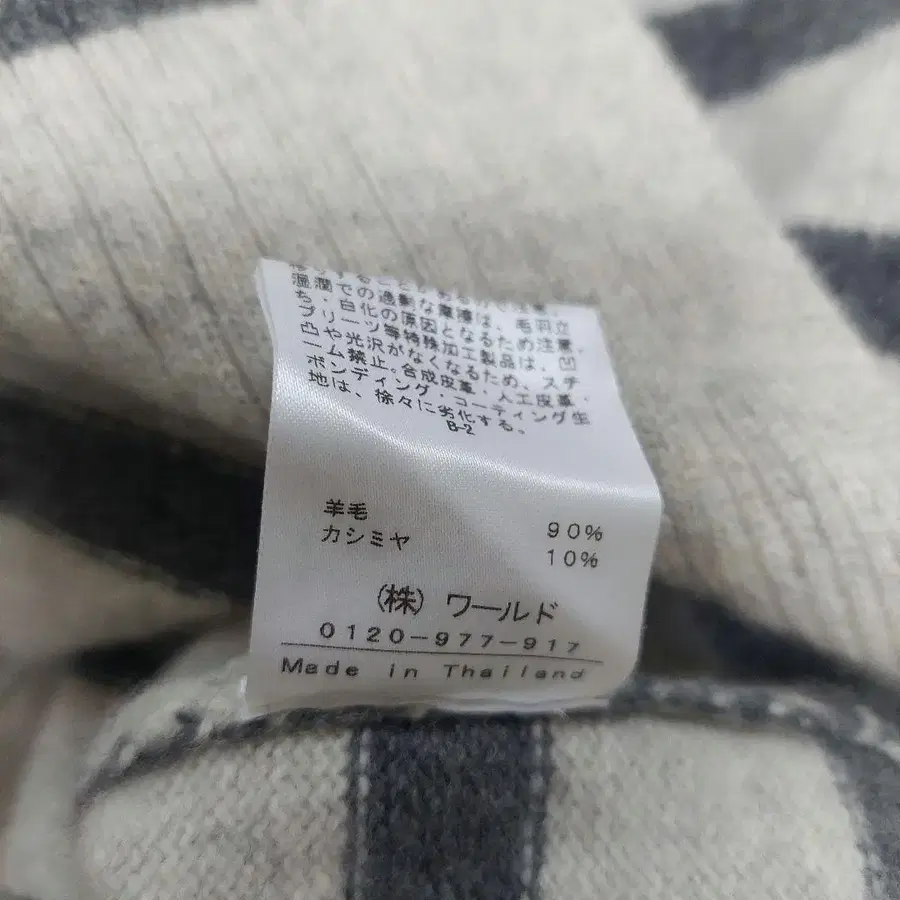 湿潤での過剰な摩擦は、毛羽立
ち・白化の原因となるため注意。
プリーツ等特殊加工製品は、凹
凸や光沢がなくなるため、スチ
ーム禁止。合成皮革・人工皮革・
ボンディング・コーティング生
地は、徐々に劣化する。
B-2
羊毛 90%
カシミヤ 10%
(株) ワールド
0120-977-917
Made in Thailand